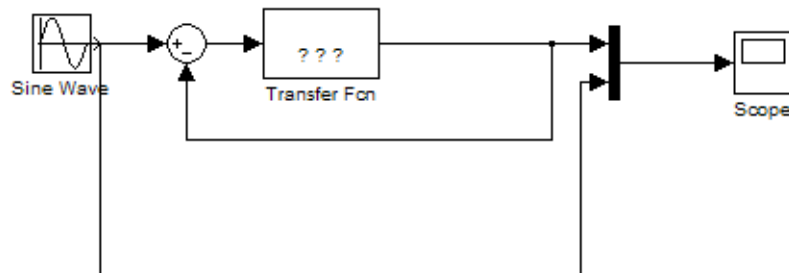 +
-
? ? ?
Sine Wave
Transfer Fcn
Scope